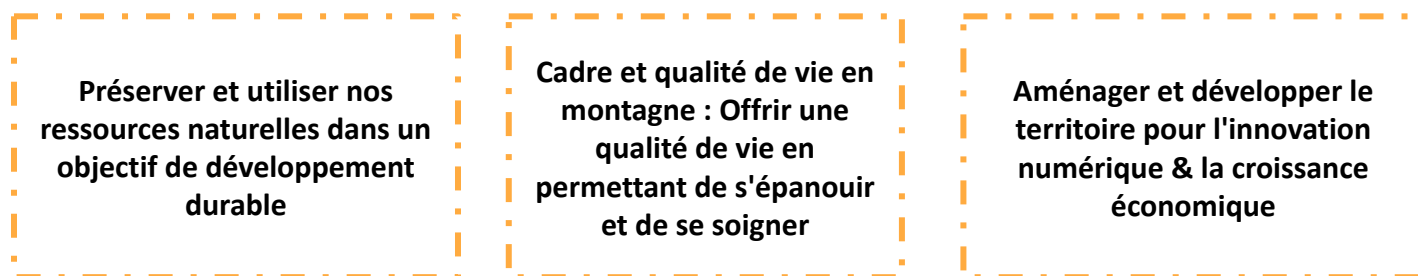 Préserver et utiliser nos
ressources naturelles dans un
objectif de développement
durable
Cadre et qualité de vie en
montagne : Offrir une
qualité de vie en
permettant de s'épanouir
et de se soigner
Aménager et développer le
territoire pour l'innovation
numérique & la croissance
économique